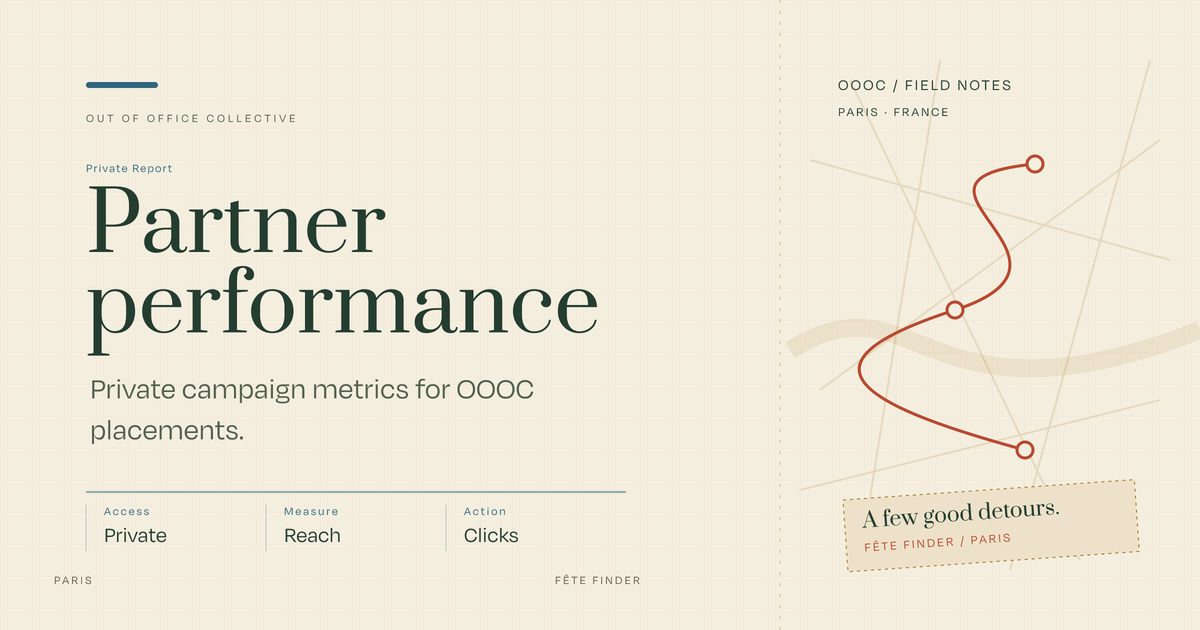 OUT OF OFFICE COLLECTIVE
Private Report
Partner
performance
Private campaign metrics for OOOC
placements.
Access
Private
Measure
Reach
Action
Clicks
PARIS
FÊTE FINDER
OOOC / FIELD NOTES
PARIS · FRANCE
A few good detours.
FÊTE FINDER / PARIS